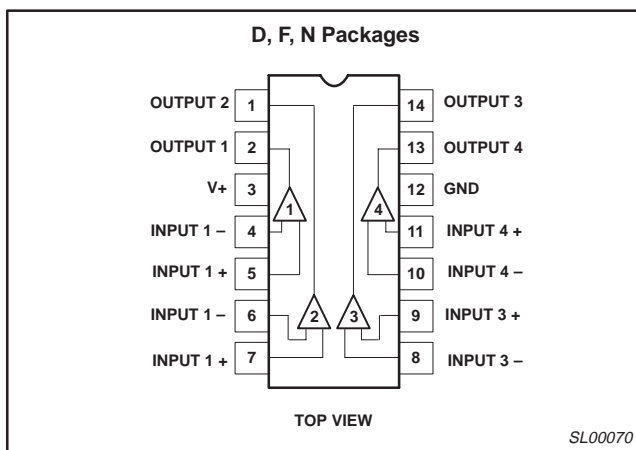 D, F, N Packages
OUTPUT 2 1 14 OUTPUT 3
OUTPUT 1 2 13 OUTPUT 4
V+ 3 12 GND
1 4
INPUT 1 – 4 11 INPUT 4 +
INPUT 1 + 5 10 INPUT 4 –
INPUT 1 – 6 2 3 9 INPUT 3 +
INPUT 1 + 7 8 INPUT 3 –
TOP VIEW
SL00070